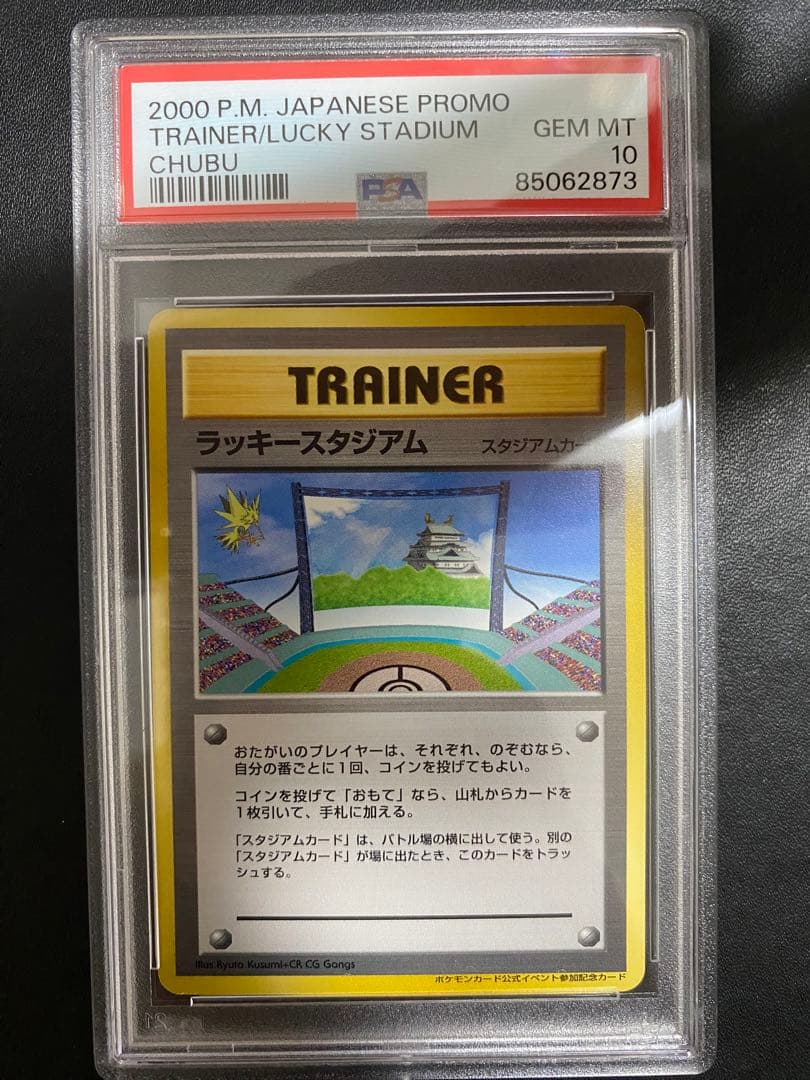 2000 P.M. JAPANESE PROMO
TRAINER/LUCKY STADIUM GEM MT
CHUBU 10
PSA 85062873
TRAINER
ラッキースタジアム スタジアムカー
おたがいのプレイヤーは、それぞれ、のぞむなら、
自分の番ごとに1回、コインを投げてもよい。
コインを投げて「おもて」なら、山札からカードを
1枚引いて、手札に加える。
「スタジアムカード」は、バトル場の横に出して使う。別の
「スタジアムカード」が場に出たとき、このカードをトラッ
シュする。
Illus.Ryuta Kusumi+CR CG Gangs
ポケモンカード公式イベント参加記念カード